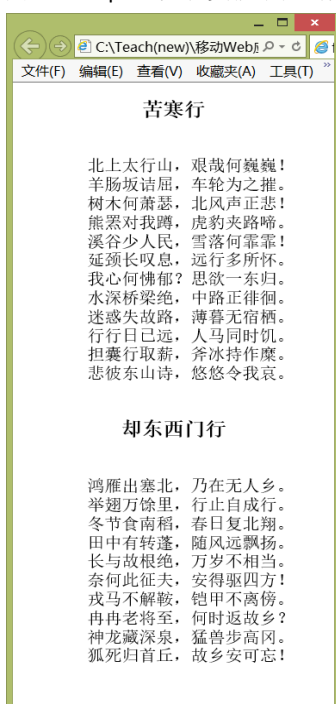 C:\Teach(new)\移动Web
文件(F) 编辑(E) 查看(V) 收藏夹(A) 工具(T) »
苦寒行
北上太行山，艰哉何巍巍！
羊肠坂诘屈，车轮为之摧。
树木何萧瑟，北风声正悲！
熊罴对我蹲，虎豹夹路啼。
溪谷少人民，雪落何霏霏！
延颈长叹息，远行多所怀。
我心何怫郁？思欲一东归。
水深桥梁绝，中路正徘徊。
迷惑失故路，薄暮无宿栖。
行行日已远，人马同时饥。
担囊行取薪，斧冰持作糜。
悲彼东山诗，悠悠令我哀。
却东西门行
鸿雁出塞北，乃在无人乡。
举翅万馀里，行止自成行。
冬节食南稻，春日复北翔。
田中有转蓬，随风远飘扬。
长与故根绝，万岁不相当。
奈何此征夫，安得驱四方！
戎马不解鞍，铠甲不离傍。
冉冉老将至，何时返故乡？
神龙藏深泉，猛兽步高冈。
狐死归首丘，故乡安可忘！